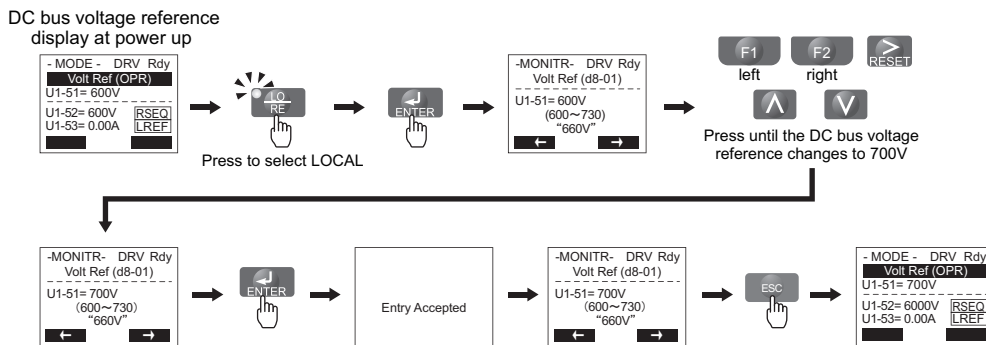 DC bus voltage reference
display at power up
- MODE - DRV Rdy
Volt Ref (OPR)
U1-51= 600V
U1-52= 600V RSEQ
U1-53= 0.00A LREF
LO
RE
Press to select LOCAL
ENTER
-MONITR- DRV Rdy
Volt Ref (d8-01)
U1-51= 600V
(600～730)
“660V”
← →
F1
left
F2
right
RESET
Press until the DC bus voltage
reference changes to 700V
-MONITR- DRV Rdy
Volt Ref (d8-01)
U1-51= 700V
(600～730)
“660V”
← →
ENTER
Entry Accepted
-MONITR- DRV Rdy
Volt Ref (d8-01)
U1-51= 700V
(600～730)
“660V”
← →
ESC
- MODE - DRV Rdy
Volt Ref (OPR)
U1-51= 700V
U1-52= 6000V RSEQ
U1-53= 0.00A LREF